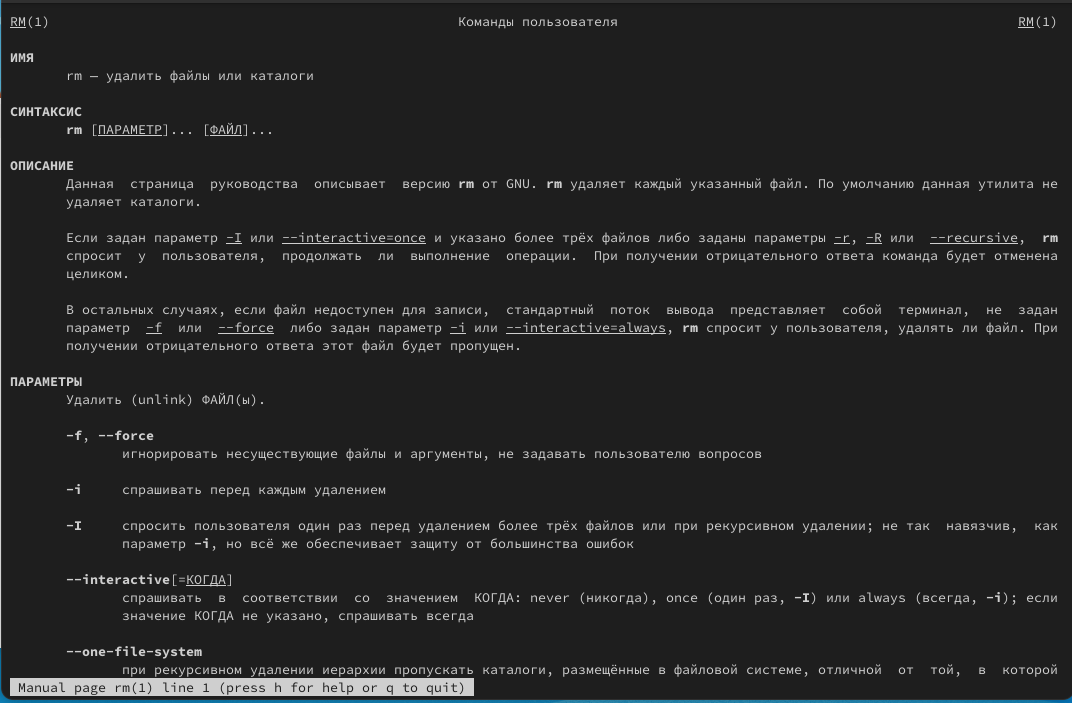 RM(1) Команды пользователя RM(1)
ИМЯ
rm — удалить файлы или каталоги
СИНТАКСИС
rm [ПАРАМЕТР]... [ФАЙЛ]...
ОПИСАНИЕ
Данная страница руководства описывает версию rm от GNU. rm удаляет каждый указанный файл. По умолчанию данная утилита не
удаляет каталоги.
Если задан параметр -I или --interactive=once и указано более трёх файлов либо заданы параметры -r, -R или --recursive, rm
спросит у пользователя, продолжать ли выполнение операции. При получении отрицательного ответа команда будет отменена
целиком.
В остальных случаях, если файл недоступен для записи, стандартный поток вывода представляет собой терминал, не задан
параметр -f или --force либо задан параметр -i или --interactive=always, rm спросит у пользователя, удалять ли файл. При
получении отрицательного ответа этот файл будет пропущен.
ПАРАМЕТРЫ
Удалить (unlink) ФАЙЛ(ы).
-f, --force
игнорировать несуществующие файлы и аргументы, не задавать пользователю вопросов
-i спрашивать перед каждым удалением
-I спросить пользователя один раз перед удалением более трёх файлов или при рекурсивном удалении; не так навязчив, как
параметр -i, но всё же обеспечивает защиту от большинства ошибок
--interactive[=КОГДА]
спрашивать в соответствии со значением КОГДА: never (никогда), once (один раз, -I) или always (всегда, -i); если
значение КОГДА не указано, спрашивать всегда
--one-file-system
при рекурсивном удалении иерархии пропускать каталоги, размещённые в файловой системе, отличной от той, в которой
Manual page rm(1) line 1 (press h for help or q to quit)